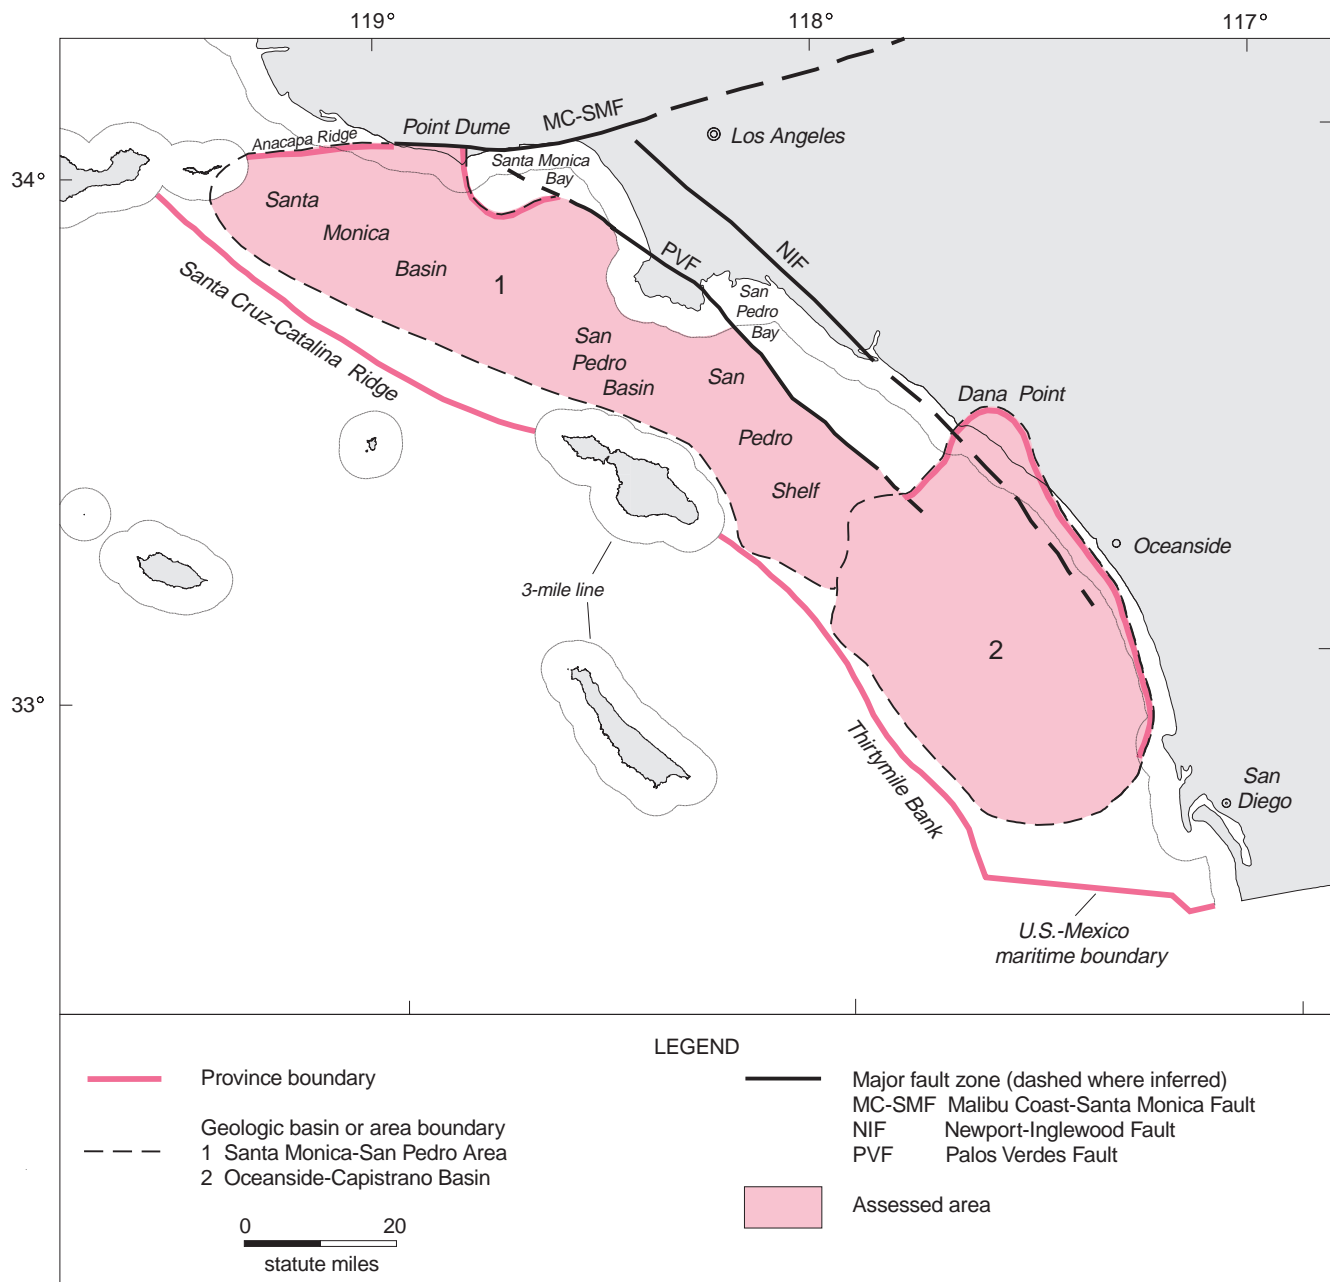 119° 118° 117°
Anacapa Ridge
Point Dume
MC-SMF
Los Angeles
Santa Monica
Bay
34°
Santa
Monica
Basin
1
PVF
NIF
San
Pedro
Bay
Santa Cruz-Catalina Ridge
San
Pedro
Basin
San
Pedro
Shelf
Dana Point
Oceanside
3-mile line
2
33°
Thirtymile Bank
San
Diego
U.S.-Mexico
maritime boundary
LEGEND
Province boundary
Geologic basin or area boundary
1 Santa Monica-San Pedro Area
2 Oceanside-Capistrano Basin
0 20
statute miles
Major fault zone (dashed where inferred)
MC-SMF Malibu Coast-Santa Monica Fault
NIF Newport-Inglewood Fault
PVF Palos Verdes Fault
Assessed area